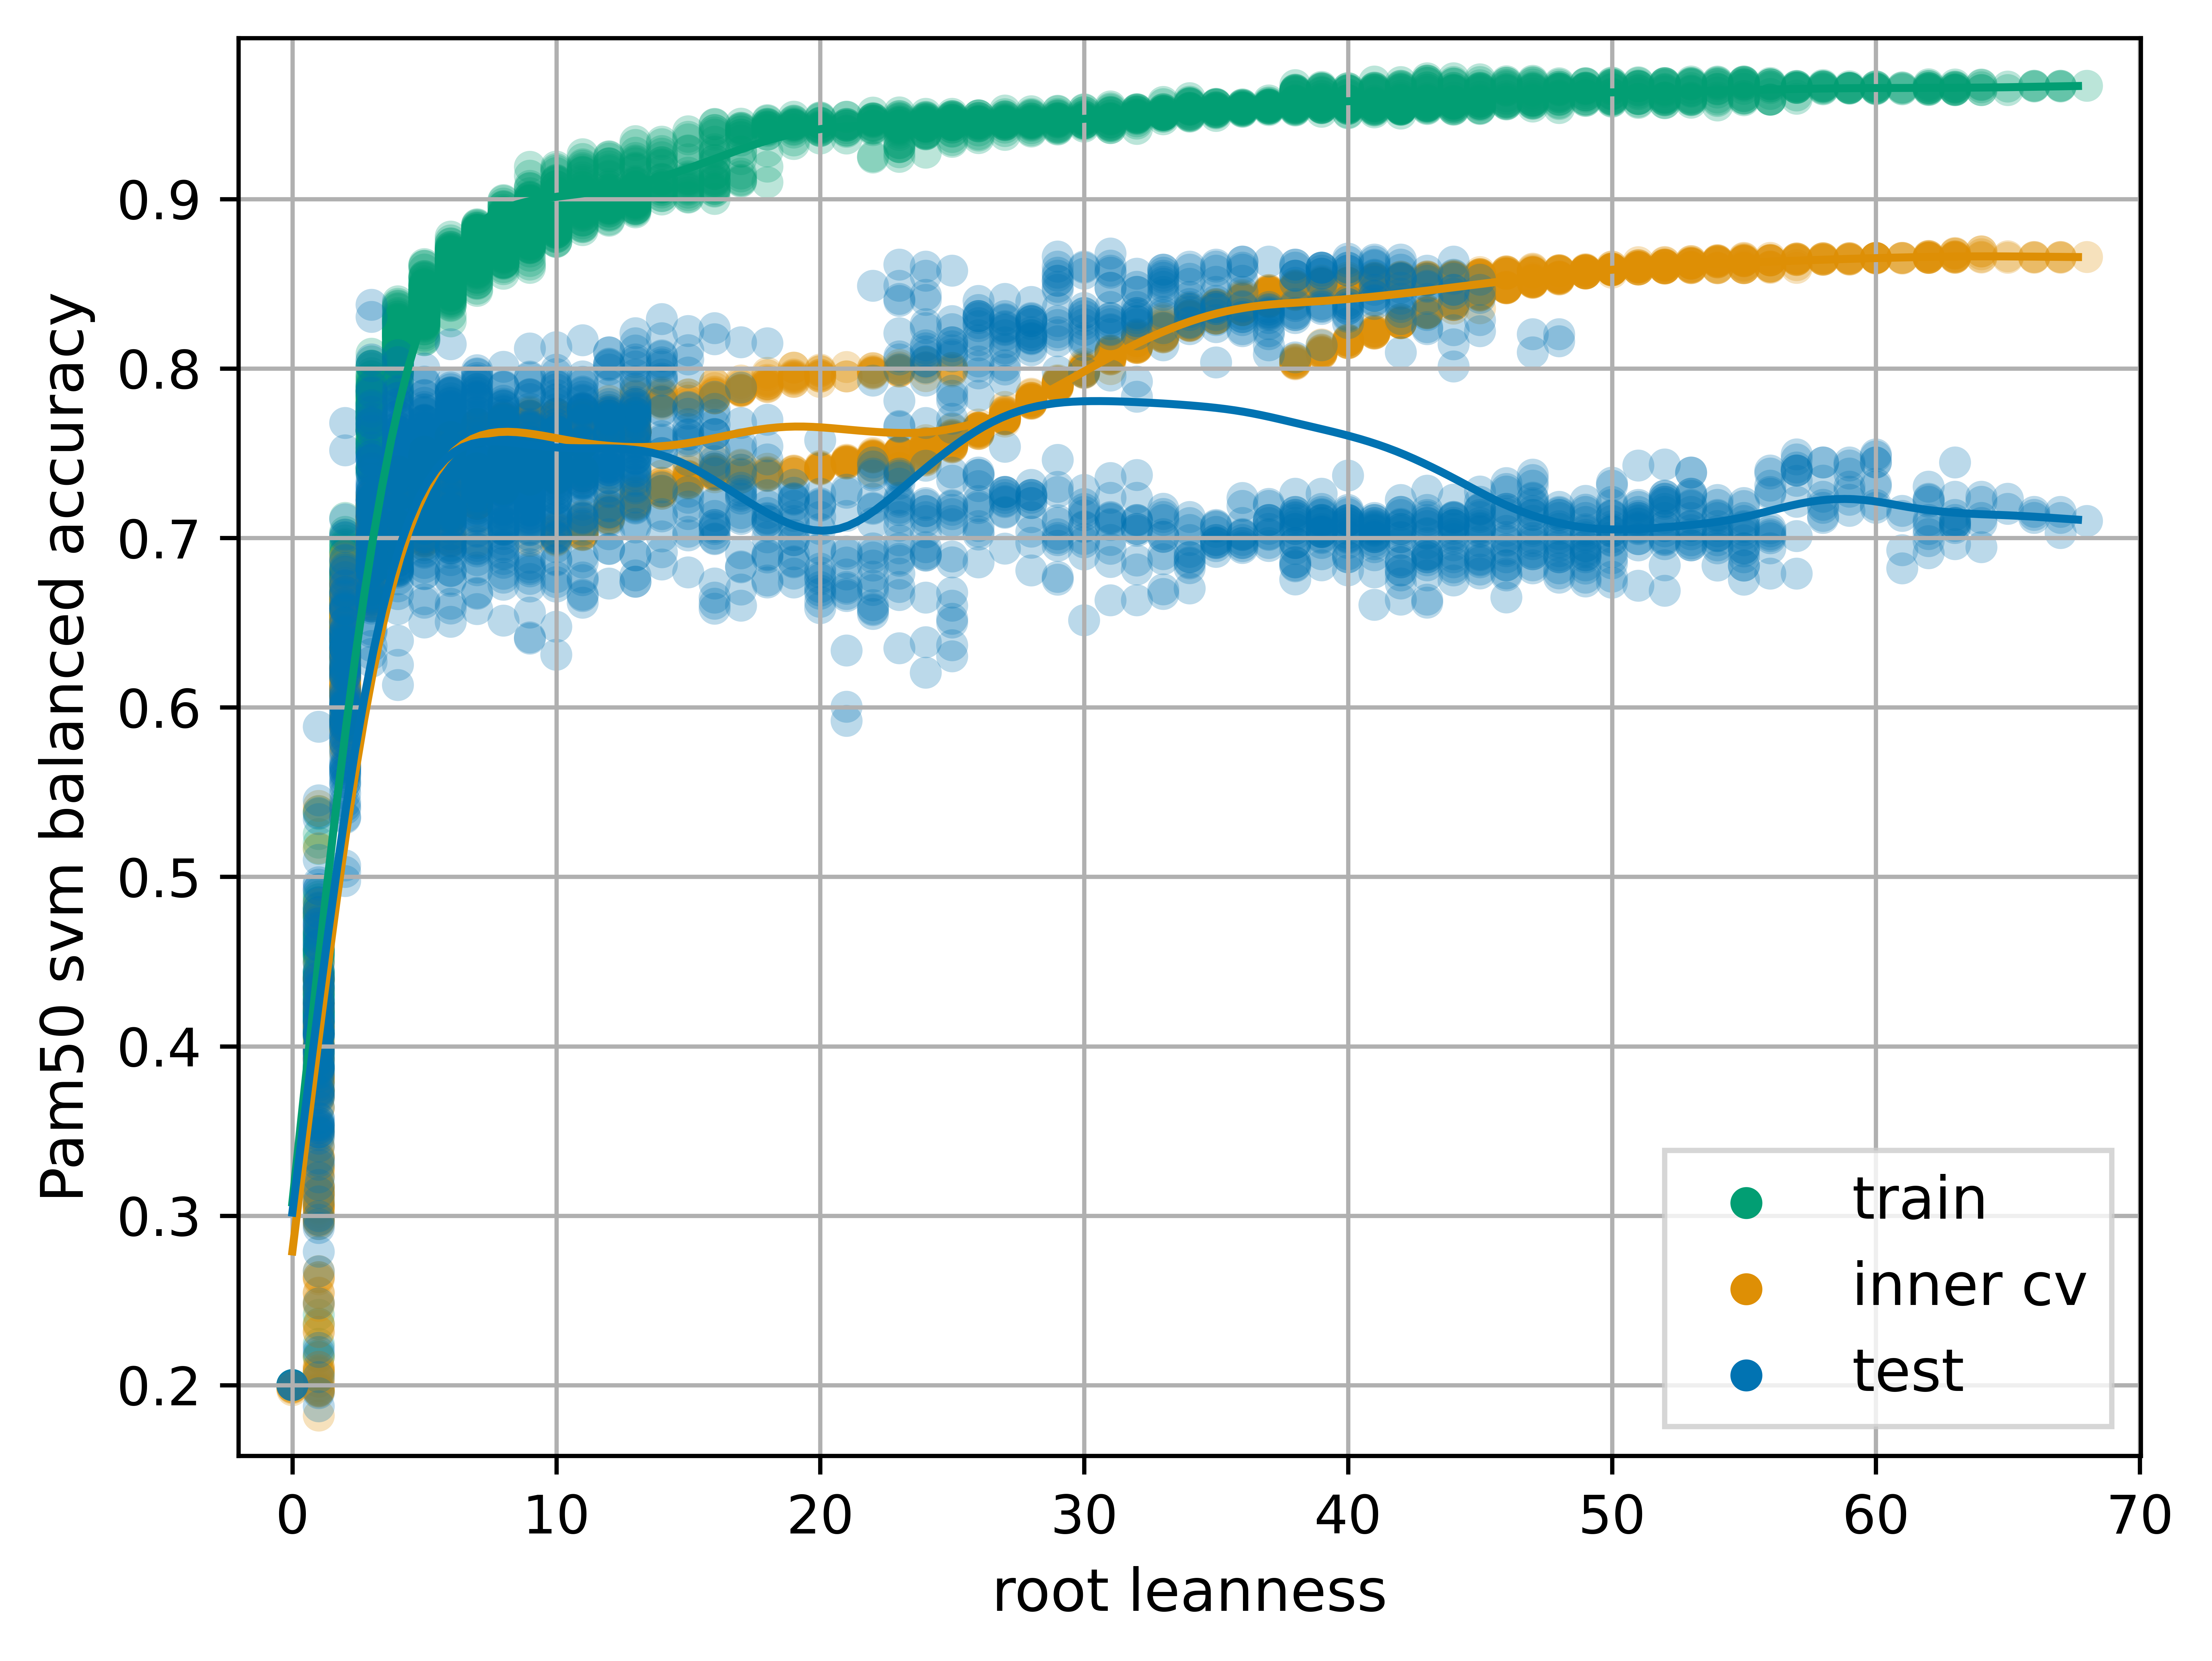 Pam50 svm balanced accuracy
0.9
0.8
0.7
0.6
0.5
0.4
0.3
0.2
0 10 20 30 40 50 60 70
root leanness
train
inner cv
test